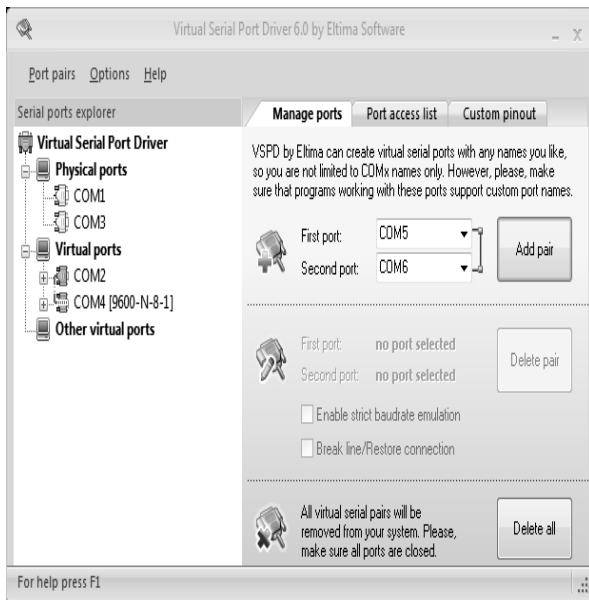 Virtual Serial Port Driver 6.0 by Eltima Software
Port pairs Options Help
Serial ports explorer
Virtual Serial Port Driver
Physical ports
COM1
COM3
Virtual ports
COM2
COM4 [9600-N-8-1]
Other virtual ports
Manage ports Port access list Custom pinout
VSPD by Eltima can create virtual serial ports with any names you like,
so you are not limited to COMx names only. However, please, make
sure that programs working with these ports support custom port names.
First port: COM5
Second port: COM6
Add pair
First port: no port selected
Second port: no port selected
Delete pair
Enable strict baudrate emulation
Break line/Restore connection
All virtual serial pairs will be
removed from your system. Please,
make sure all ports are closed.
Delete all
For help press F1